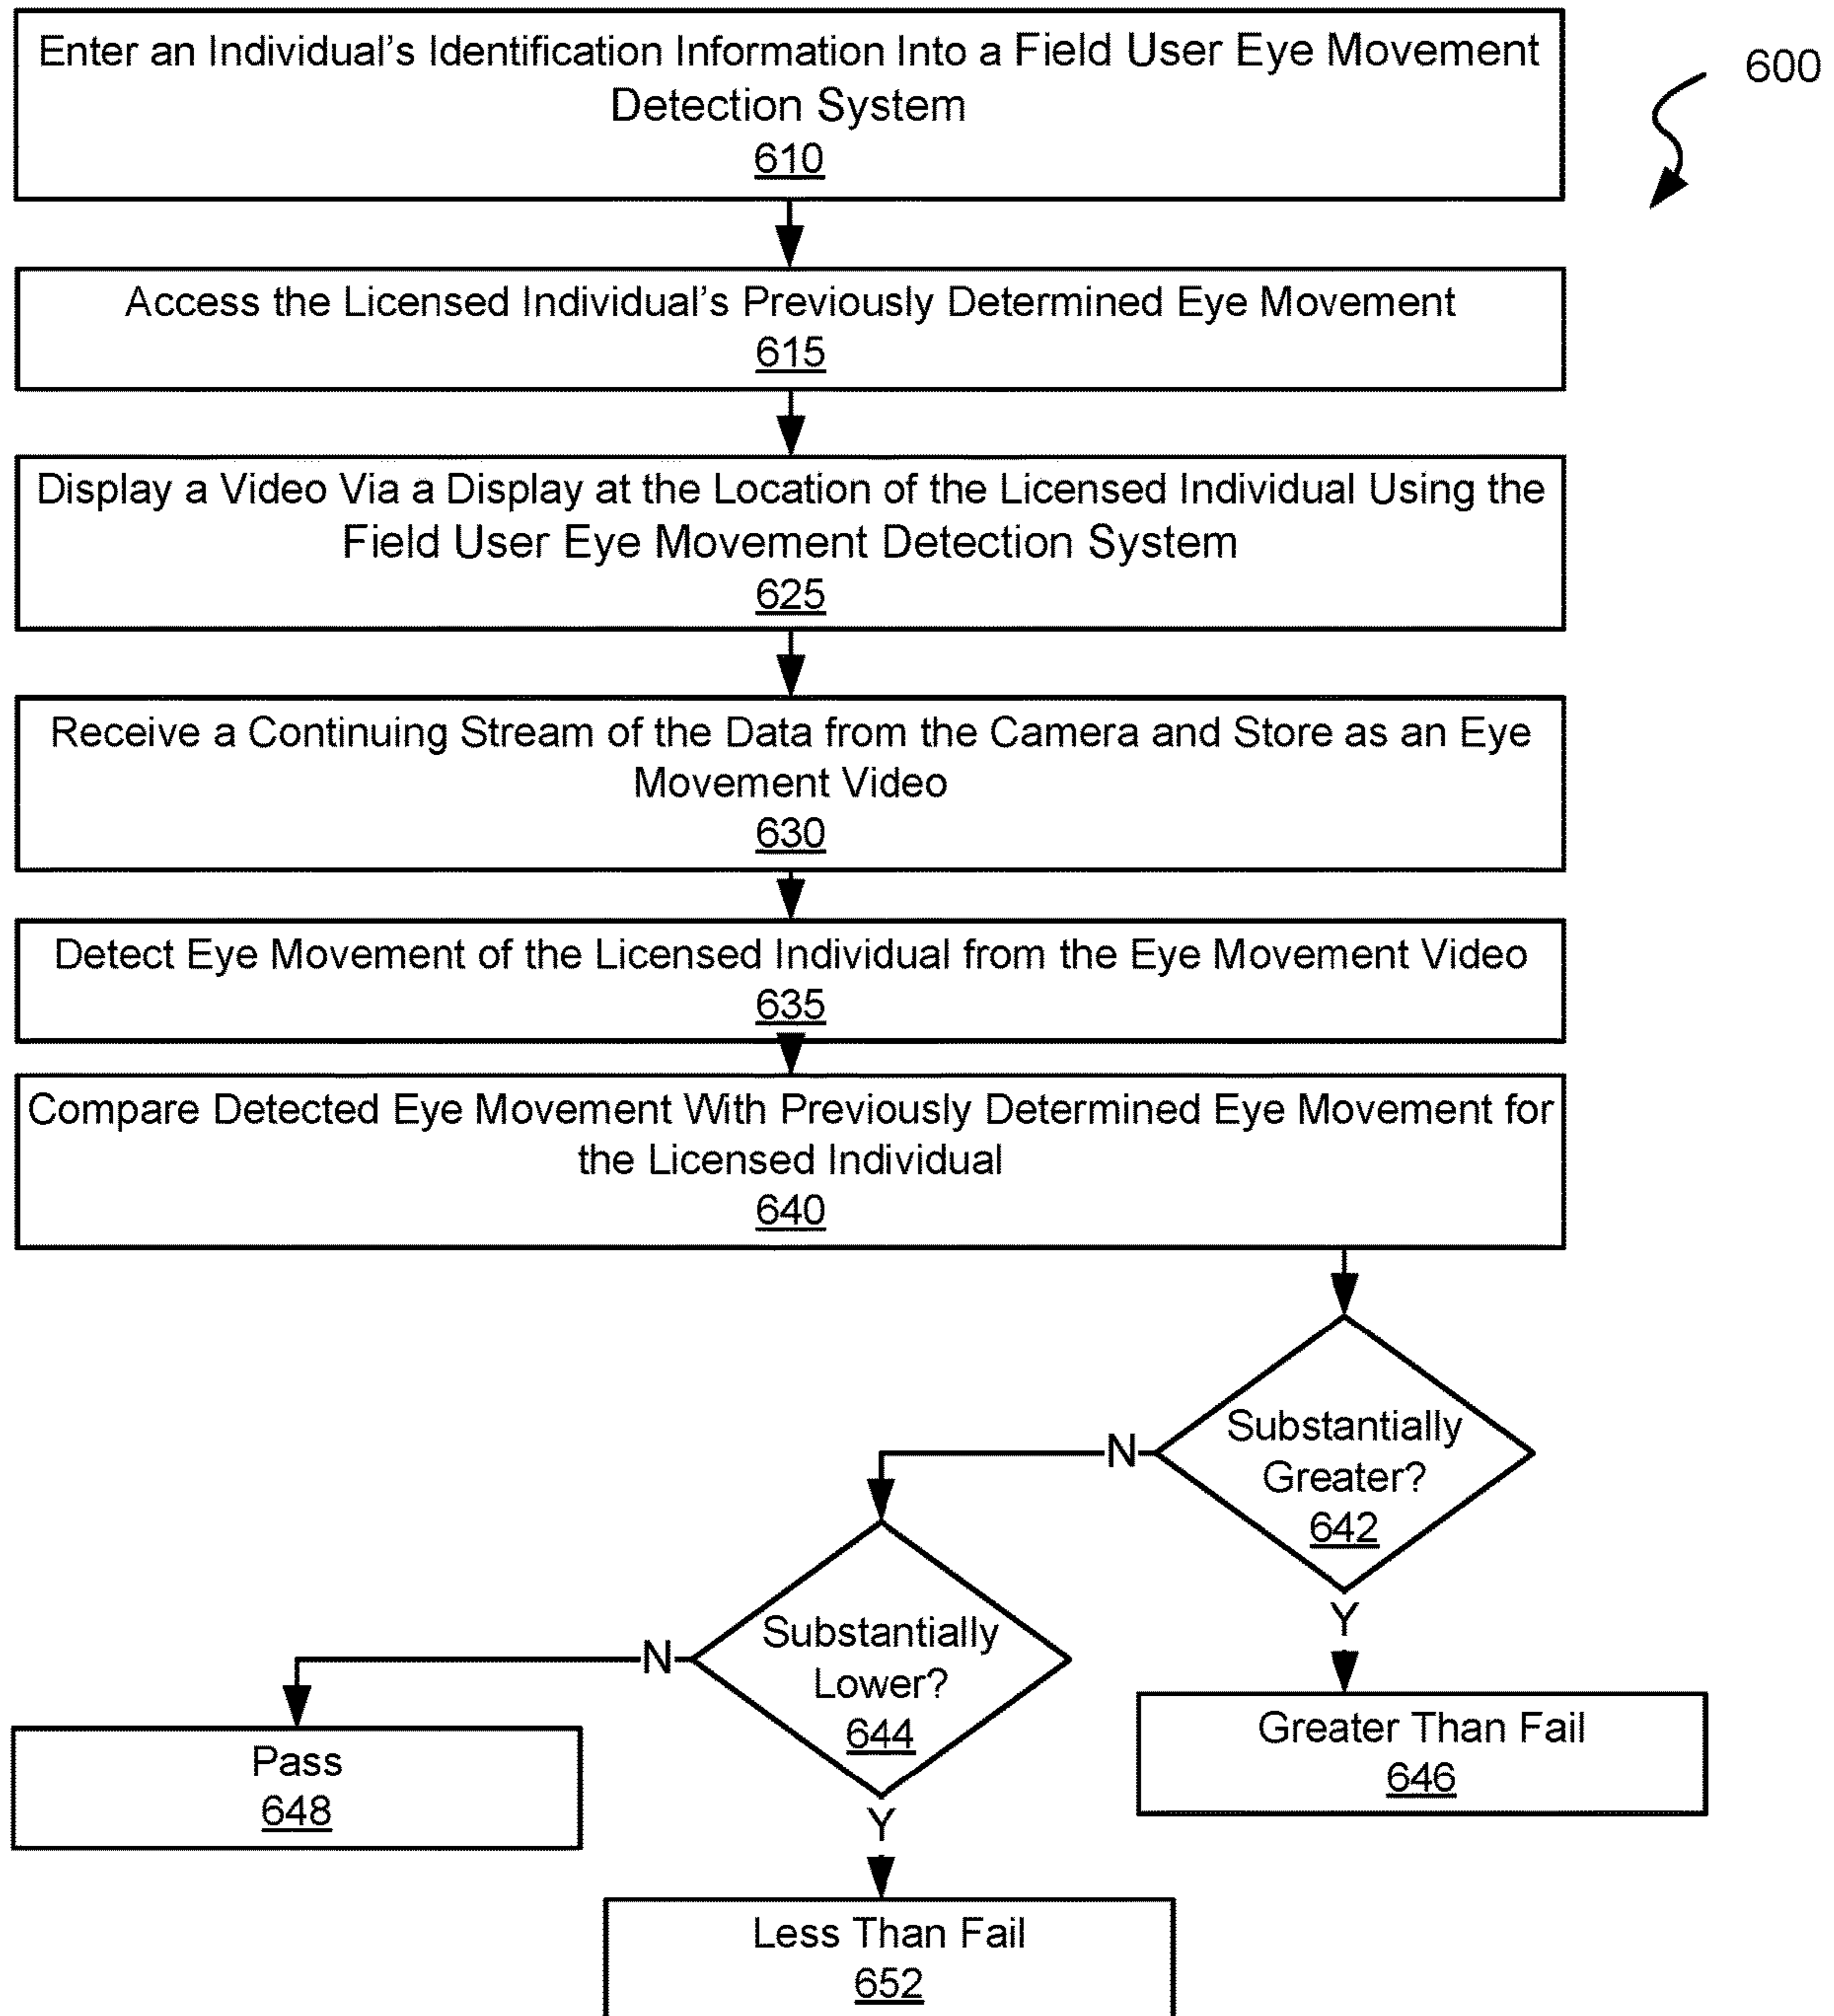 Enter an Individual's Identification Information Into a Field User Eye Movement
Detection System
610
600
Access the Licensed Individual's Previously Determined Eye Movement
615
Display a Video Via a Display at the Location of the Licensed Individual Using the
Field User Eye Movement Detection System
625
Receive a Continuing Stream of the Data from the Camera and Store as an Eye
Movement Video
630
Detect Eye Movement of the Licensed Individual from the Eye Movement Video
635
Compare Detected Eye Movement With Previously Determined Eye Movement for
the Licensed Individual
640
Substantially
Greater?
642
N
Y
Substantially
Lower?
644
N
Y
Greater Than Fail
646
Pass
648
Less Than Fail
652